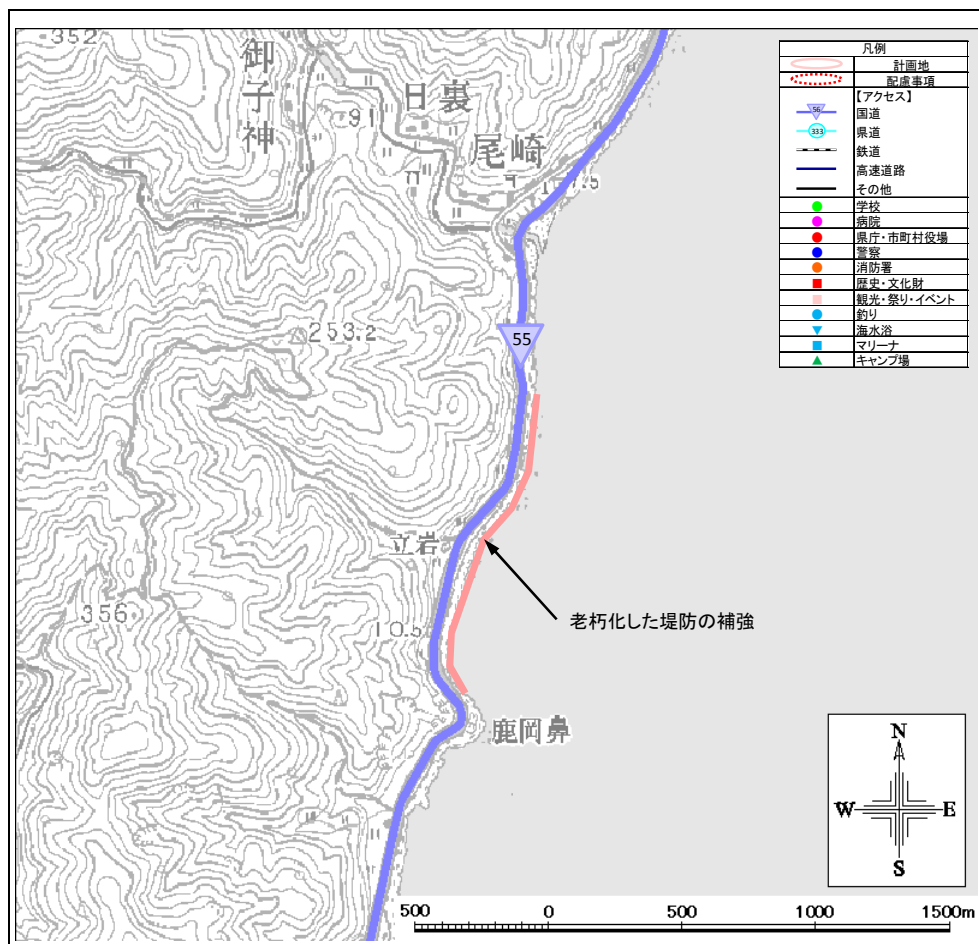 352
御子神
日裏
91
尾崎
7.5
253.2
55
立岩
356
10.5
老朽化した堤防の補強
鹿岡鼻
凡例
計画地
配慮事項
【アクセス】
56
国道
333
県道
鉄道
高速道路
その他
学校
病院
県庁・市町村役場
警察
消防署
歴史・文化財
観光・祭り・イベント
釣り
海水浴
マリーナ
キャンプ場
N
W E
S
500 0 500 1000 1500m